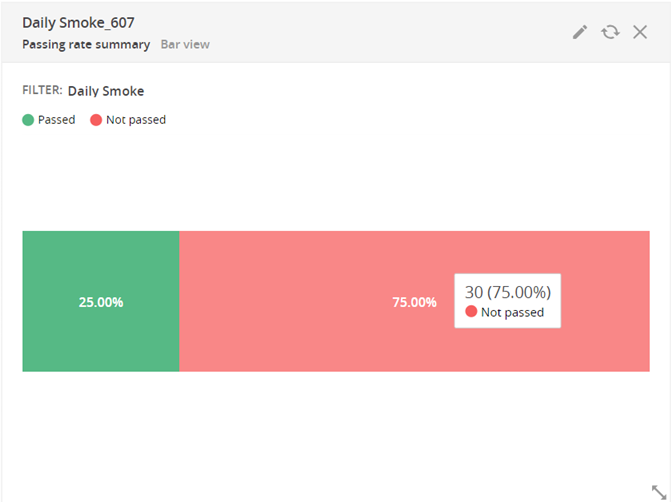 Daily Smoke_607
Passing rate summary Bar view
FILTER: Daily Smoke
Passed Not passed
25.00% 75.00%
30 (75.00%)
Not passed